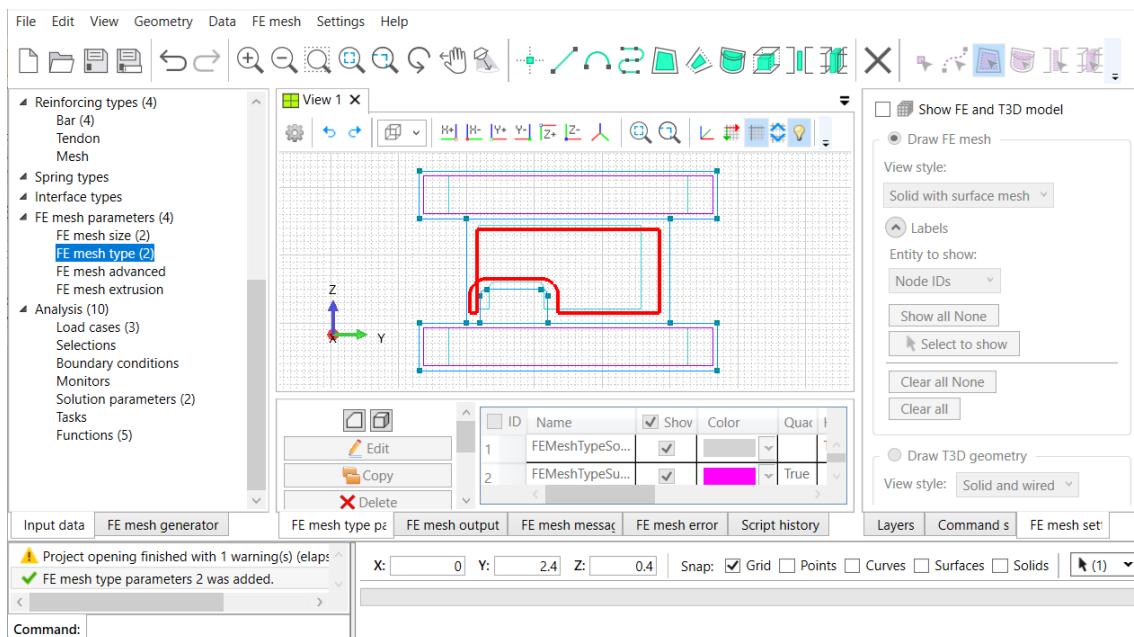 File Edit View Geometry Data FE mesh Settings Help
Reinforcing types (4)
Bar (4)
Tendon
Mesh
Spring types
Interface types
FE mesh parameters (4)
FE mesh size (2)
FE mesh type (2)
FE mesh advanced
FE mesh extrusion
Analysis (10)
Load cases (3)
Selections
Boundary conditions
Monitors
Solution parameters (2)
Tasks
Functions (5)
Input data FE mesh generator
View 1
X+ X- Y+ Y- Z+ Z-
Z
X Y
Edit
Copy
Delete
ID Name Show Color Quad
1 FEMeshTypeSo...
2 FEMeshTypeSu... True
FE mesh type pa FE mesh output FE mesh messag FE mesh error Script history
Show FE and T3D model
Draw FE mesh
View style:
Solid with surface mesh
Labels
Entity to show:
Node IDs
Show all None
Select to show
Clear all None
Clear all
Draw T3D geometry
View style: Solid and wired
Layers Command s FE mesh sett
Project opening finished with 1 warning(s) (elaps
FE mesh type parameters 2 was added.
Command:
X: 0 Y: 2.4 Z: 0.4 Snap: Grid Points Curves Surfaces Solids (1)